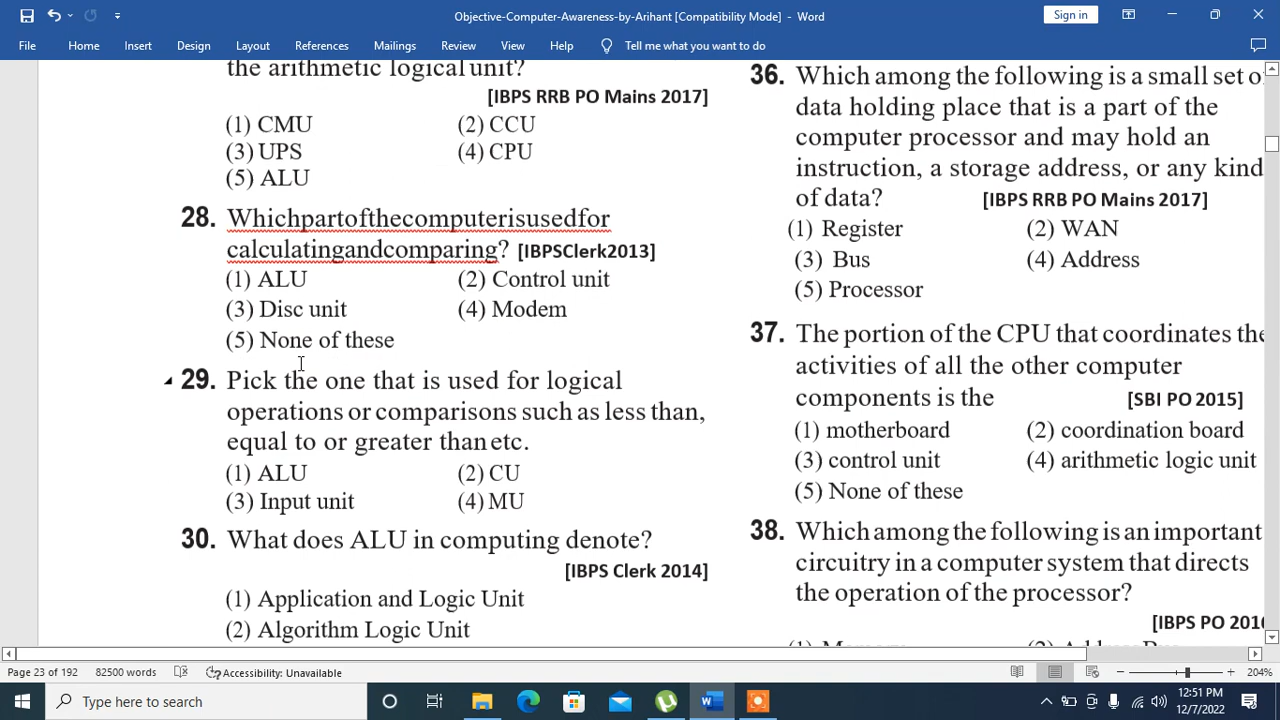 Objective-Computer-Awareness-by-Arihant [Compatibility Mode] - Word
Sign in
File Home Insert Design Layout References Mailings Review View Help Tell me what you want to do
the arithmetic logical unit?
[IBPS RRB PO Mains 2017]
(1) CMU (2) CCU
(3) UPS (4) CPU
(5) ALU
28. Whichpartofthecomputerisusedfor
calculatingandcomparing? [IBPSClerk2013]
(1) ALU (2) Control unit
(3) Disc unit (4) Modem
(5) None of these
29. Pick the one that is used for logical
operations or comparisons such as less than,
equal to or greater than etc.
(1) ALU (2) CU
(3) Input unit (4) MU
30. What does ALU in computing denote?
[IBPS Clerk 2014]
(1) Application and Logic Unit
(2) Algorithm Logic Unit
36. Which among the following is a small set of
data holding place that is a part of the
computer processor and may hold an
instruction, a storage address, or any kind
of data? [IBPS RRB PO Mains 2017]
(1) Register (2) WAN
(3) Bus (4) Address
(5) Processor
37. The portion of the CPU that coordinates the
activities of all the other computer
components is the [SBI PO 2015]
(1) motherboard (2) coordination board
(3) control unit (4) arithmetic logic unit
(5) None of these
38. Which among the following is an important
circuitry in a computer system that directs
the operation of the processor?
[IBPS PO 2016
Page 23 of 192 82500 words Accessibility: Unavailable 204%
Type here to search
12:51 PM
12/7/2022